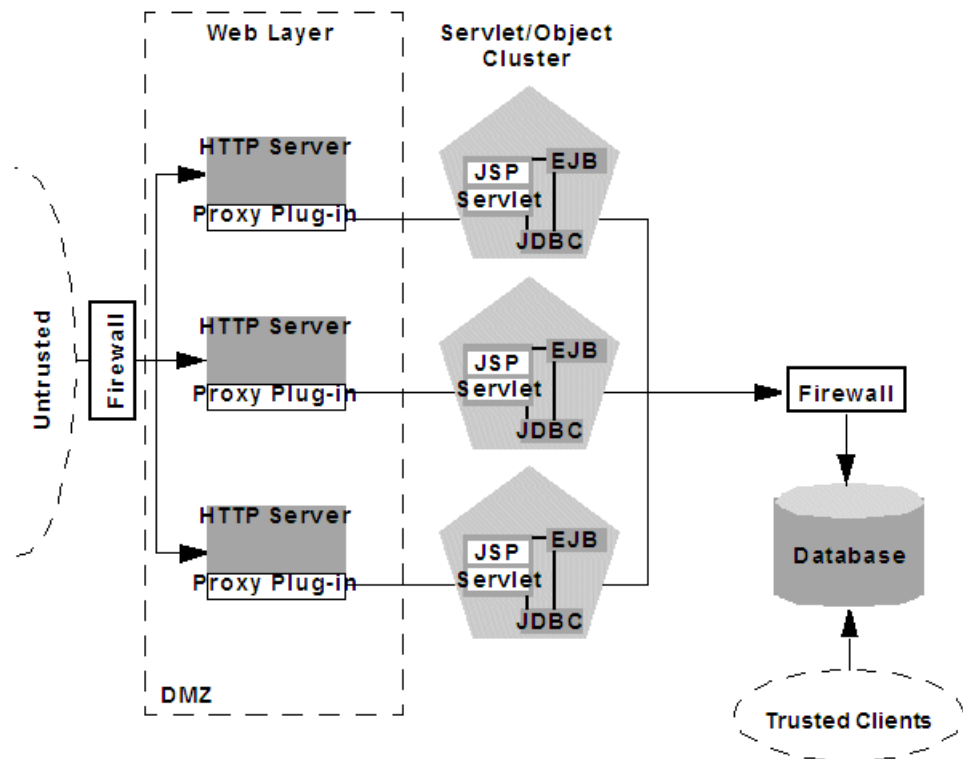 Web Layer
Servlet/Object
Cluster
HTTP Server
Proxy Plug-in
JSP
Servlet
EJB
JDBC
Untrusted
Firewall
HTTP Server
Proxy Plug-in
JSP
Servlet
EJB
JDBC
Firewall
HTTP Server
Proxy Plug-in
JSP
Servlet
EJB
JDBC
Database
DMZ
Trusted Clients